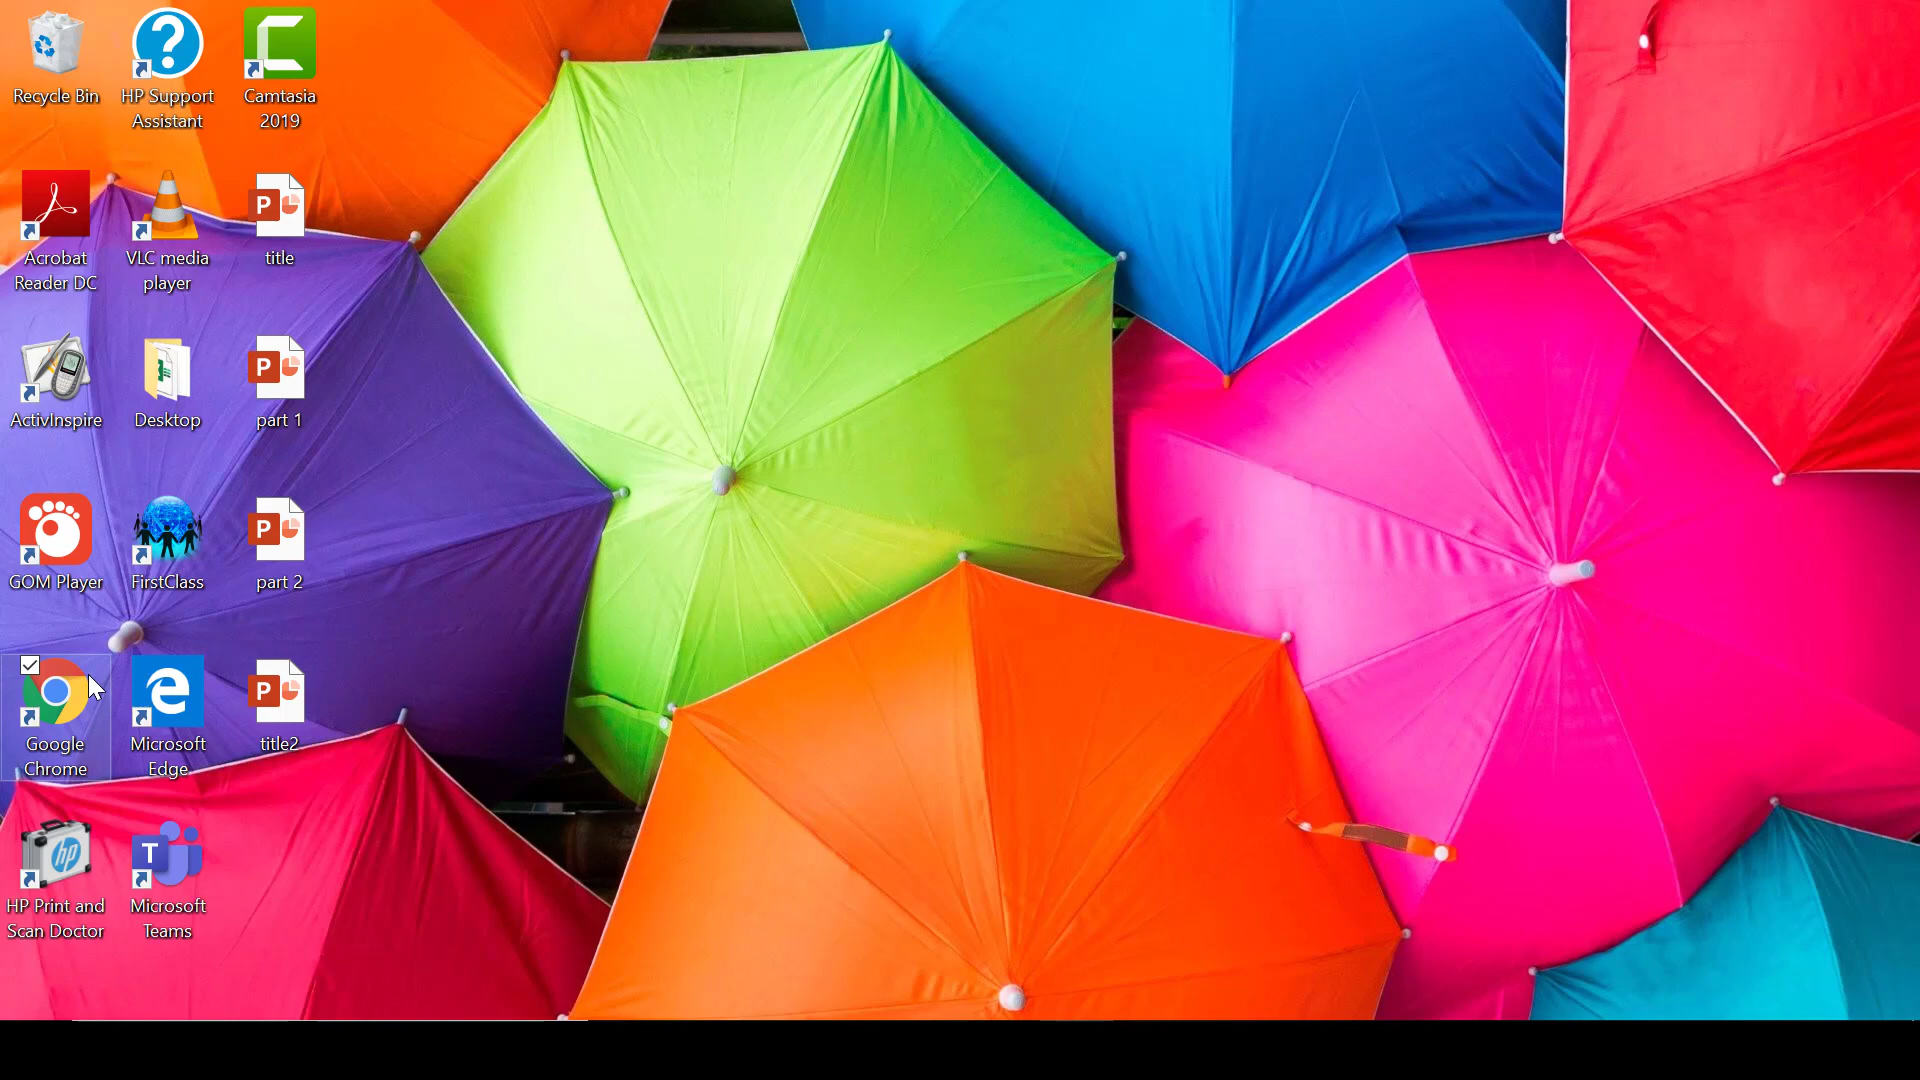 Recycle Bin
HP Support
Assistant
Camtasia
2019
Acrobat
Reader DC
VLC media
player
P
title
ActivInspire
Desktop
P
part 1
GOM Player
FirstClass
P
part 2
Google
Chrome
Microsoft
Edge
P
title2
hp
HP Print and
Scan Doctor
T
Microsoft
Teams